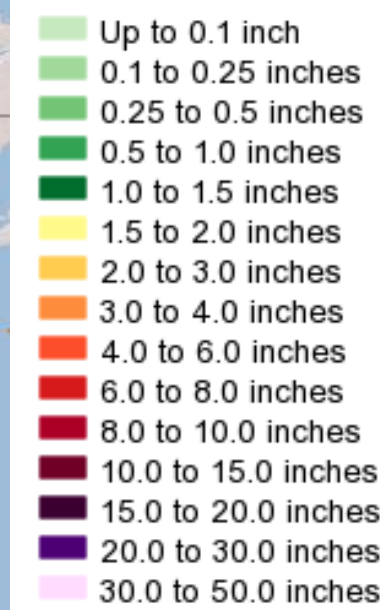 Up to 0.1 inch
0.1 to 0.25 inches
0.25 to 0.5 inches
0.5 to 1.0 inches
1.0 to 1.5 inches
1.5 to 2.0 inches
2.0 to 3.0 inches
3.0 to 4.0 inches
4.0 to 6.0 inches
6.0 to 8.0 inches
8.0 to 10.0 inches
10.0 to 15.0 inches
15.0 to 20.0 inches
20.0 to 30.0 inches
30.0 to 50.0 inches